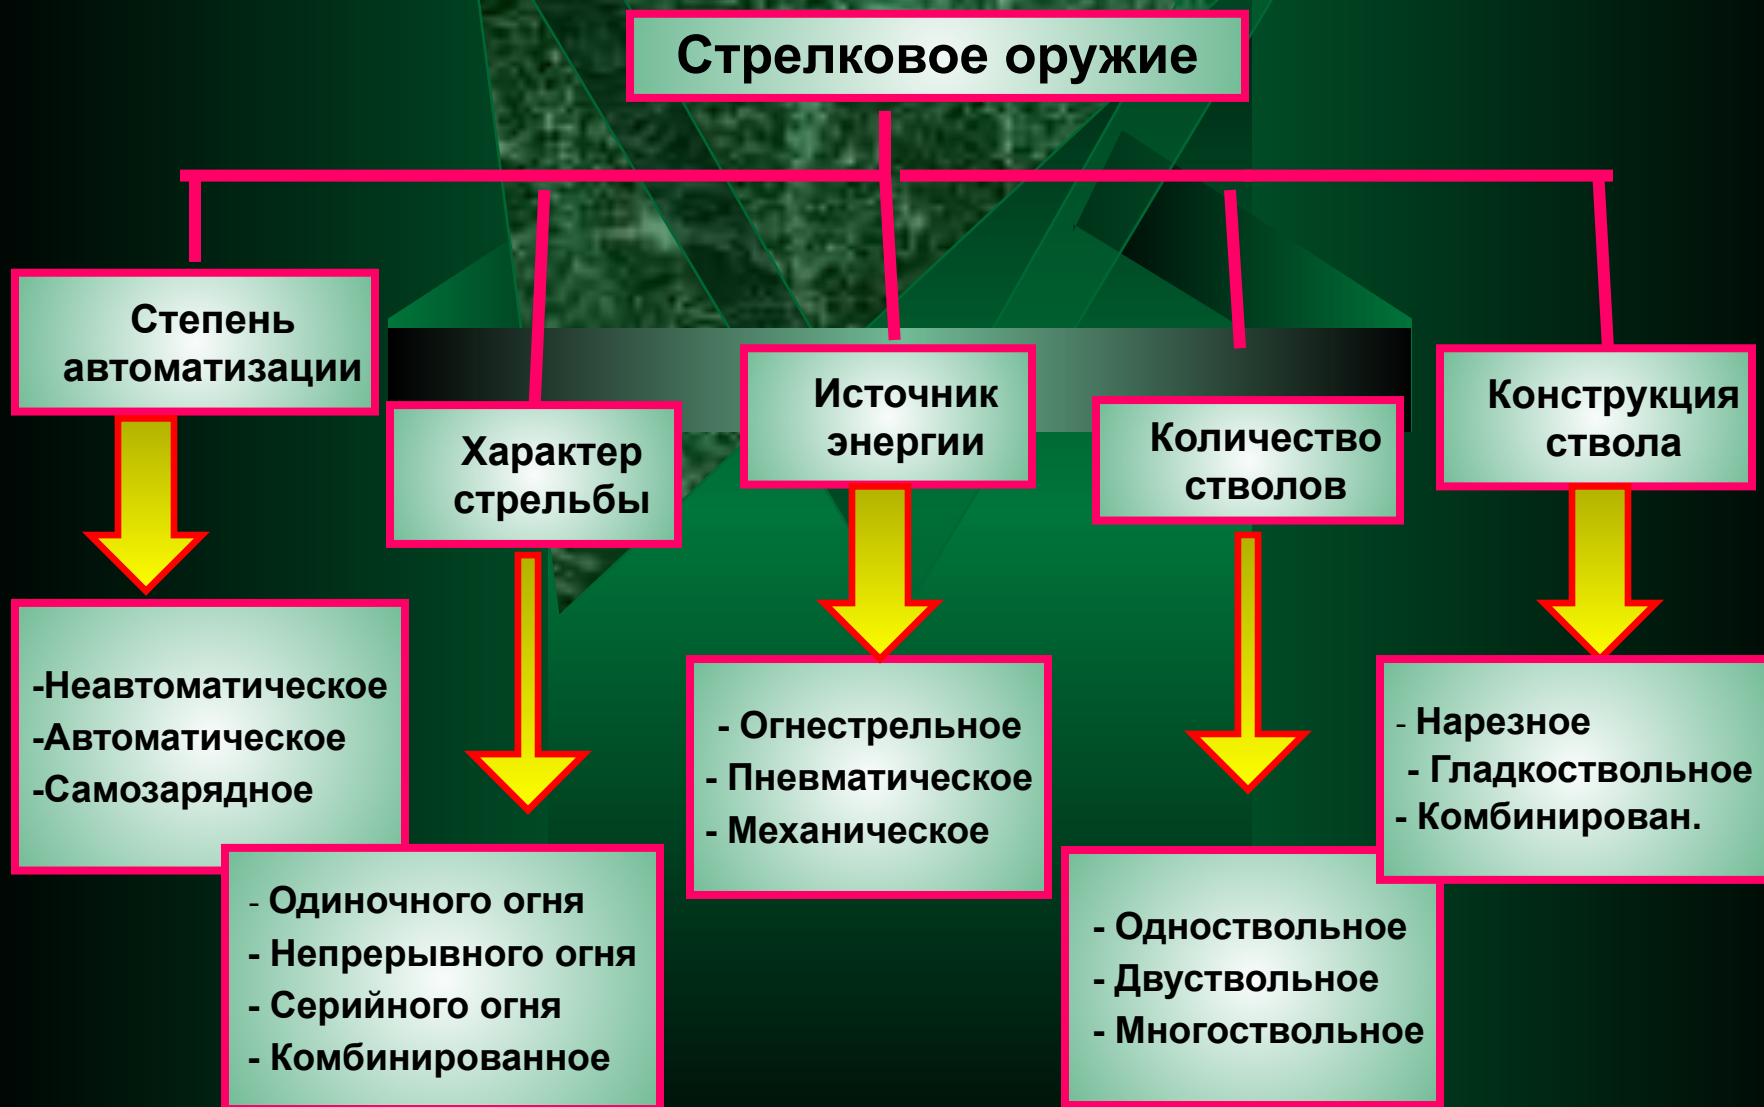 Стрелковое оружие
Степень
автоматизации
-Неавтоматическое
-Автоматическое
-Самозарядное
Характер
стрельбы
- Одиночного огня
- Непрерывного огня
- Серийного огня
- Комбинированное
Источник
энергии
- Огнестрельное
- Пневматическое
- Механическое
Количество
стволов
- Одноствольное
- Двуствольное
- Многоствольное
Конструкция
ствола
- Нарезное
- Гладкоствольное
- Комбинирован.